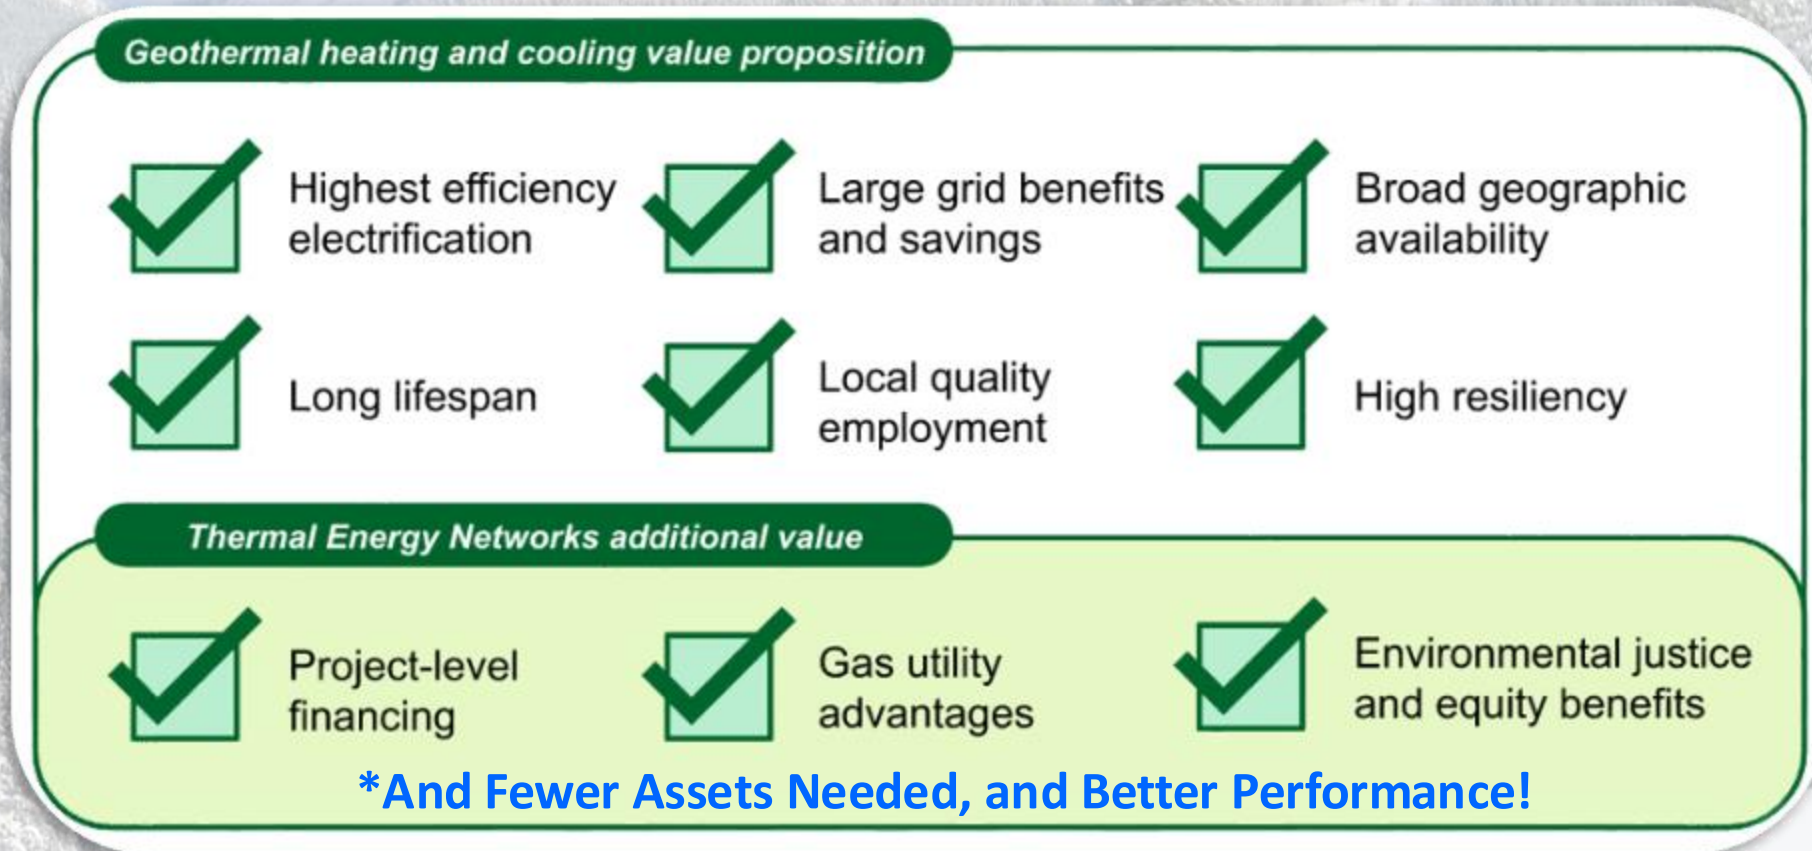 Geothermal heating and cooling value proposition
Highest efficiency
electrification
Large grid benefits
and savings
Broad geographic
availability
Long lifespan
Local quality
employment
High resiliency
Thermal Energy Networks additional value
Project-level
financing
Gas utility
advantages
Environmental justice
and equity benefits
*And Fewer Assets Needed, and Better Performance!